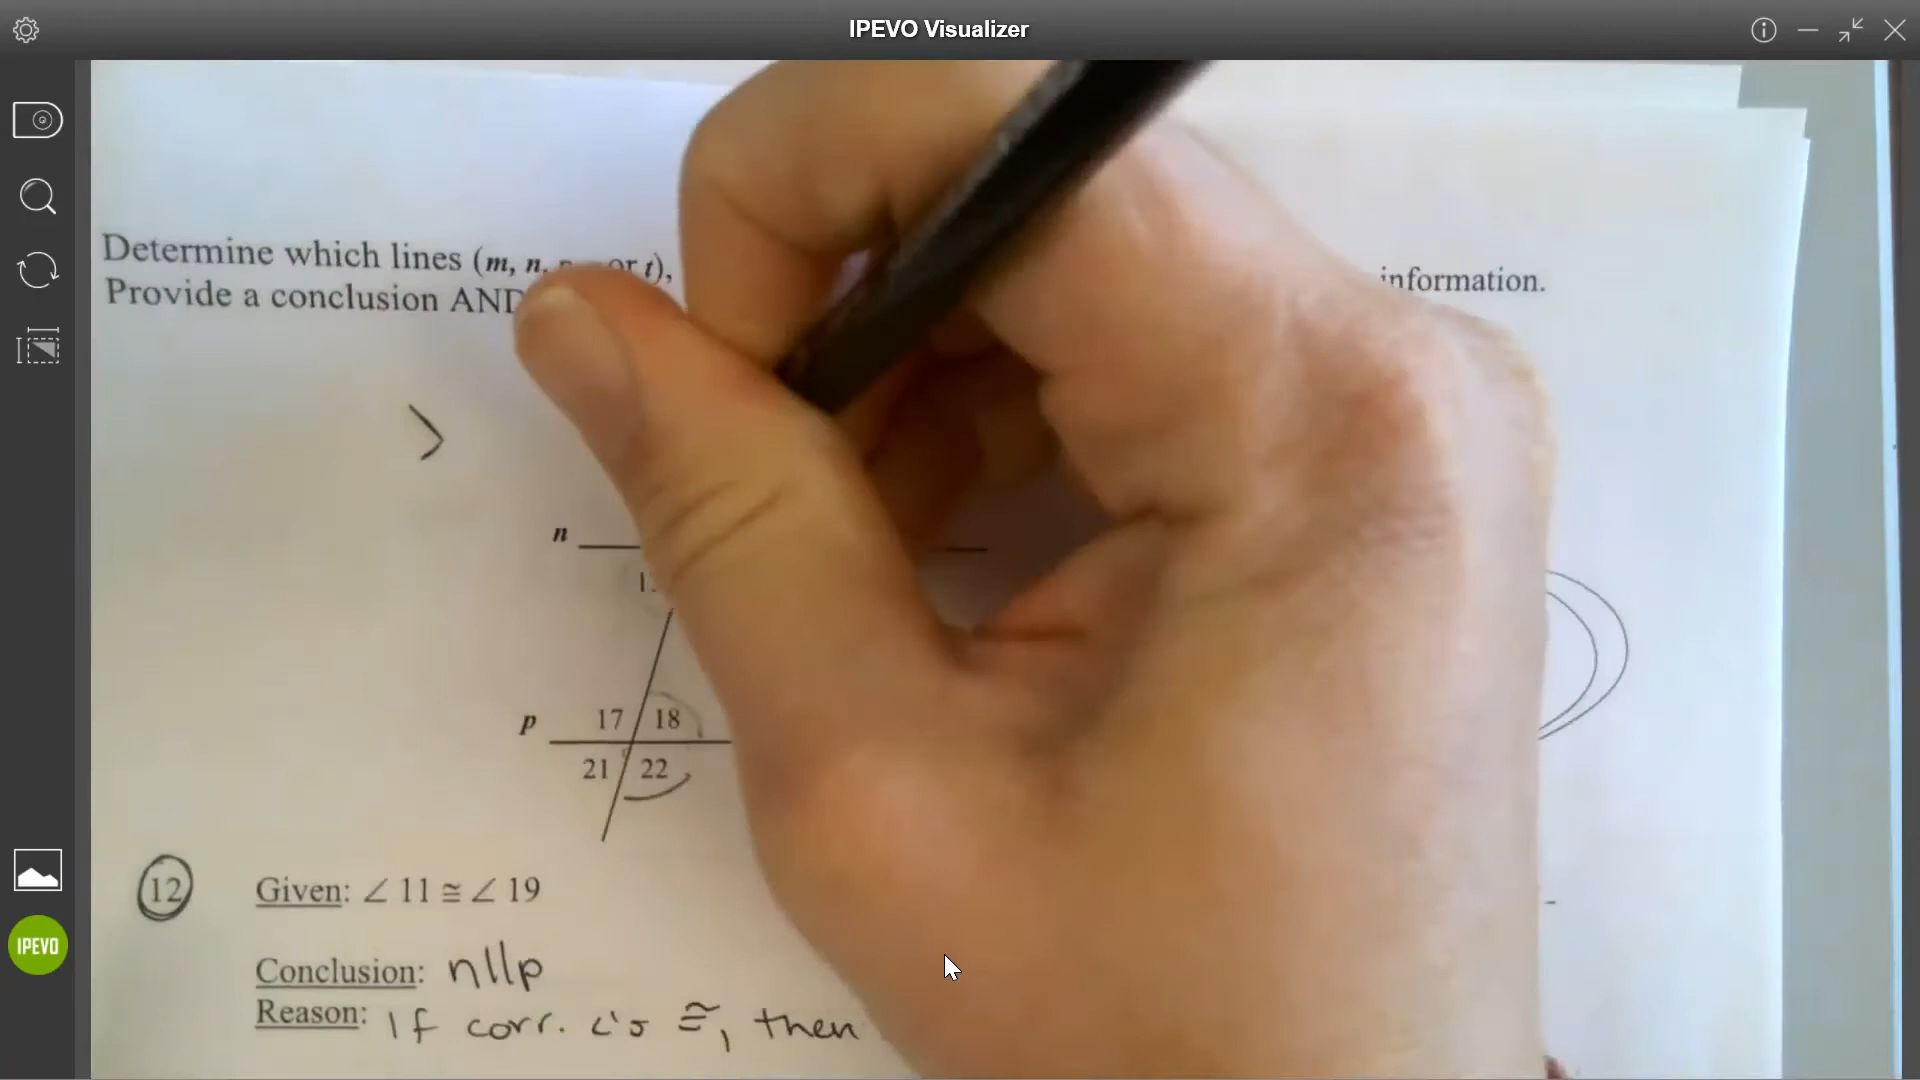 IPEVO Visualizer
Determine which lines (m, n, or t), information.
Provide a conclusion AND
n
p 17 18
21 22
12 Given: ∠ 11 ≅ ∠ 19
Conclusion: n||p
Reason: If corr. ∠'s ≅, then
IPEVO